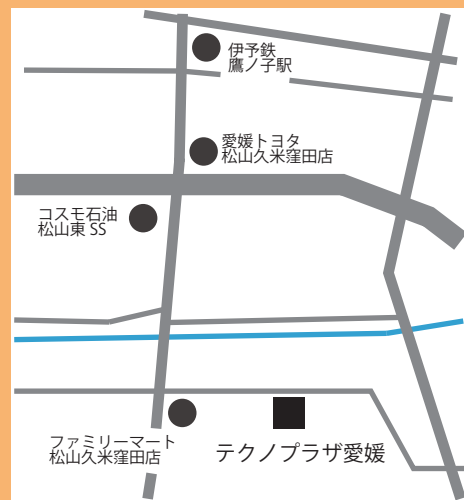 伊予鉄
鷹ノ子駅
愛媛トヨタ
松山久米窪田店
コスモ石油
松山東 SS
ファミリーマート
松山久米窪田店
テクノプラザ愛媛